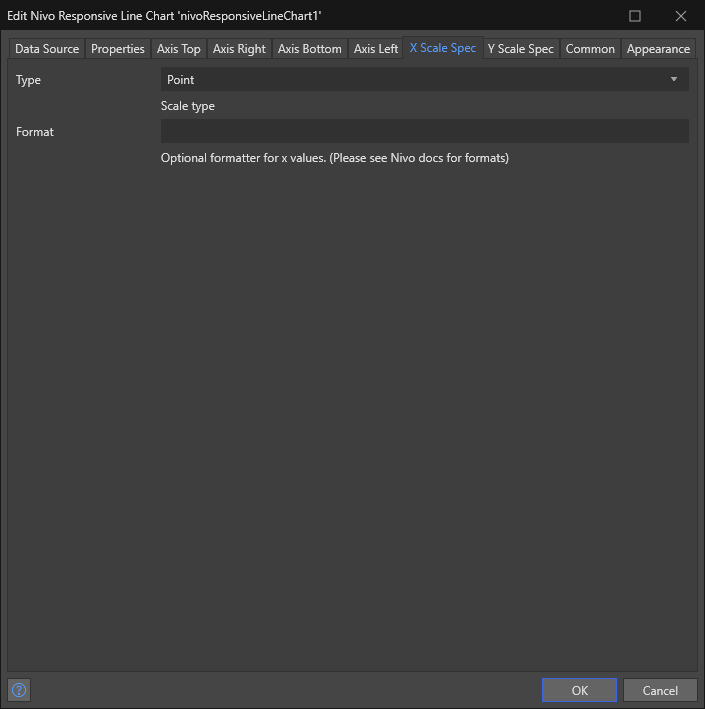 Edit Nivo Responsive Line Chart 'nivoResponsiveLineChart1'
Data Source Properties Axis Top Axis Right Axis Bottom Axis Left X Scale Spec Y Scale Spec Common Appearance
Type Point
Scale type
Format
Optional formatter for x values. (Please see Nivo docs for formats)
? OK Cancel